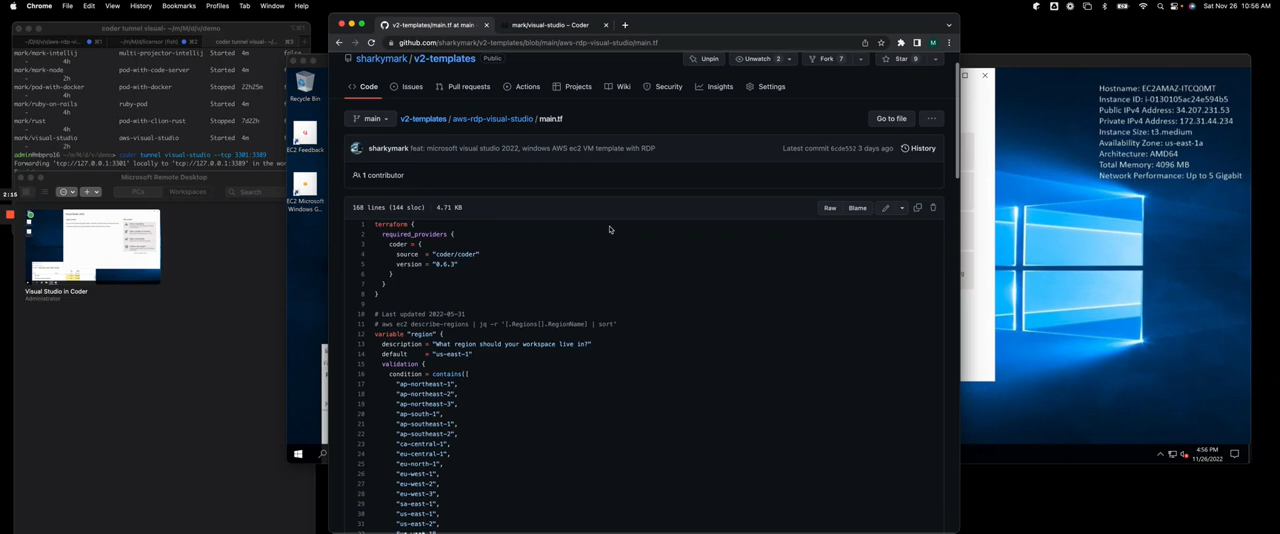 Chrome File Edit View History Bookmarks Profiles Tab Window Help
Sat Nov 26 10:56 AM
coder tunnel visual-studio ~/m/M/d/v/demo
coder tunnel visual-studio
mark/mark-intellij multi-projector-intellij Started 4m
- 4h
mark/mark-node pod-with-code-server Started 4m
- 2h
mark/pod-with-docker pod-with-docker Stopped 22h25m
- 2h
mark/ruby-on-rails ruby-pod Started 4m
- 4h
mark/rust pod-with-clion-rust Stopped 7d22h
- 2h
mark/visual-studio aws-visual-studio Started 4m
coder tunnel visual-studio --tcp 3301:3389
Forwarding 'tcp://127.0.0.1:3301' locally to 'tcp://127.0.0.1:3389' in the wo
Microsoft Remote Desktop
2:15
PCs
Workspaces
Search
Visual Studio in Coder
Administrator
Recycle Bin
EC2 Feedback
EC2 Microsoft
Windows G...
v2-templates/main.tf at main
mark/visual-studio – Coder
github.com/sharkymark/v2-templates/blob/main/aws-rdp-visual-studio/main.tf
sharkymark / v2-templates Public
Unpin
Unwatch 2
Fork 7
Star 9
Code
Issues
Pull requests
Actions
Projects
Wiki
Security
Insights
Settings
main
v2-templates / aws-rdp-visual-studio / main.tf
Go to file
sharkymark feat: microsoft visual studio 2022, windows AWS ec2 VM template with RDP
Latest commit 6cde552 3 days ago
History
1 contributor
168 lines (144 sloc) 4.71 KB
Raw
Blame
1 terraform {
2 required_providers {
3 coder = {
4 source = "coder/coder"
5 version = "0.6.3"
6 }
7 }
8 }
9
10 # Last updated 2022-05-31
11 # aws ec2 describe-regions | jq -r '[.Regions[].RegionName] | sort'
12 variable "region" {
13 description = "What region should your workspace live in?"
14 default = "us-east-1"
15 validation {
16 condition = contains([
17 "ap-northeast-1",
18 "ap-northeast-2",
19 "ap-northeast-3",
20 "ap-south-1",
21 "ap-southeast-1",
22 "ap-southeast-2",
23 "ca-central-1",
24 "eu-central-1",
25 "eu-north-1",
26 "eu-west-1",
27 "eu-west-2",
28 "eu-west-3",
29 "sa-east-1",
30 "us-east-1",
31 "us-east-2",
Hostname: EC2AMAZ-ITCQ0MT
Instance ID: i-0130105ac24e594b5
Public IPv4 Address: 34.207.231.53
Private IPv4 Address: 172.31.44.234
Instance Size: t3.medium
Availability Zone: us-east-1a
Architecture: AMD64
Total Memory: 4096 MB
Network Performance: Up to 5 Gigabit
4:56 PM
11/26/2022